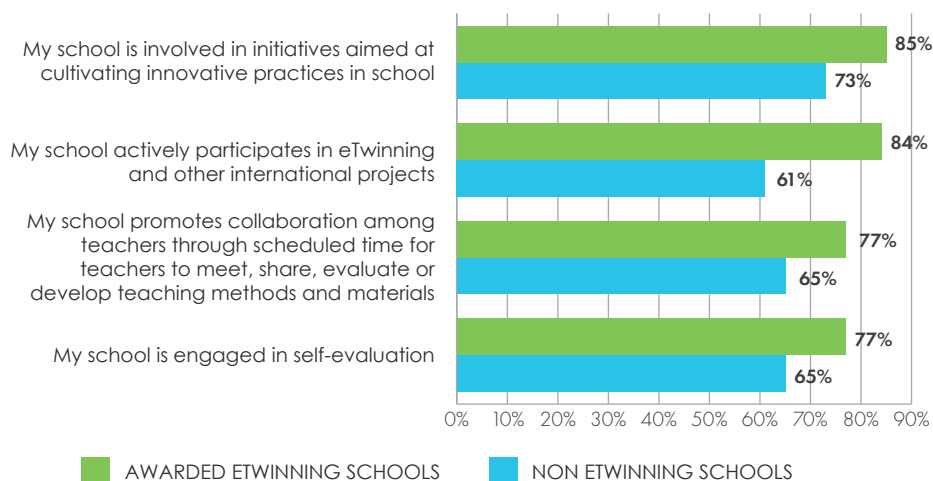 My school is involved in initiatives aimed at
cultivating innovative practices in school
85%
73%
My school actively participates in eTwinning
and other international projects
84%
61%
My school promotes collaboration among
teachers through scheduled time for
teachers to meet, share, evaluate or
develop teaching methods and materials
77%
65%
My school is engaged in self-evaluation
77%
65%
0% 10% 20% 30% 40% 50% 60% 70% 80% 90%
AWARDED ETWINNING SCHOOLS NON ETWINNING SCHOOLS